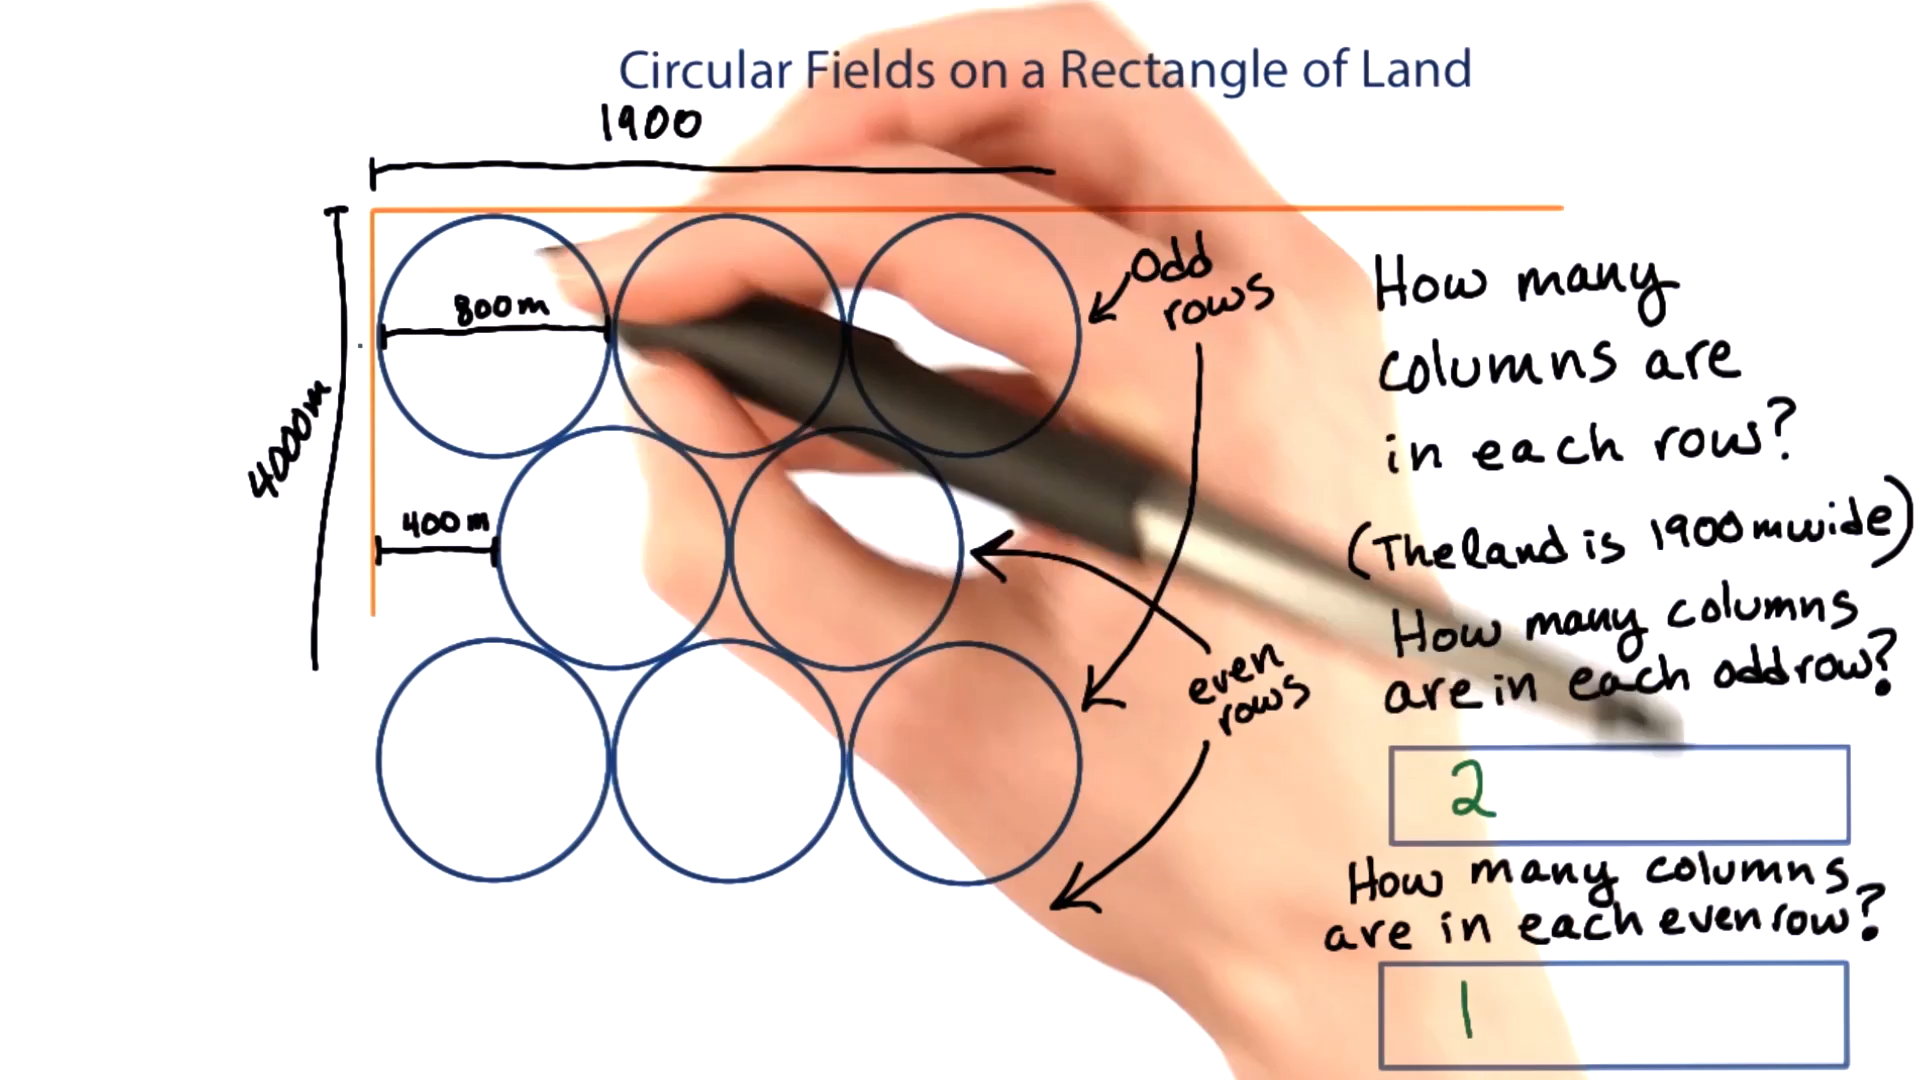 Circular Fields on a Rectangle of Land
1900
800m
4000m
400m
Odd
rows
even
rows
How many
columns are
in each row?
(The land is 1900m wide)
How many columns
are in each odd row?
2
How many columns
are in each even row?
1